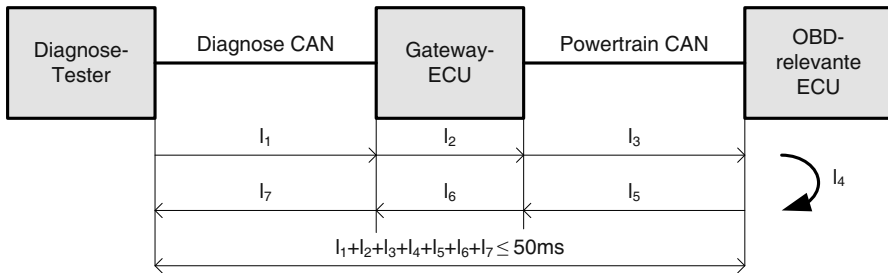 Diagnose-
Tester
Diagnose CAN
Gateway-
ECU
Powertrain CAN
OBD-
relevante
ECU
l₁
l₂
l₃
l₄
l₇
l₆
l₅
l₁+l₂+l₃+l₄+l₅+l₆+l₇ ≤ 50ms